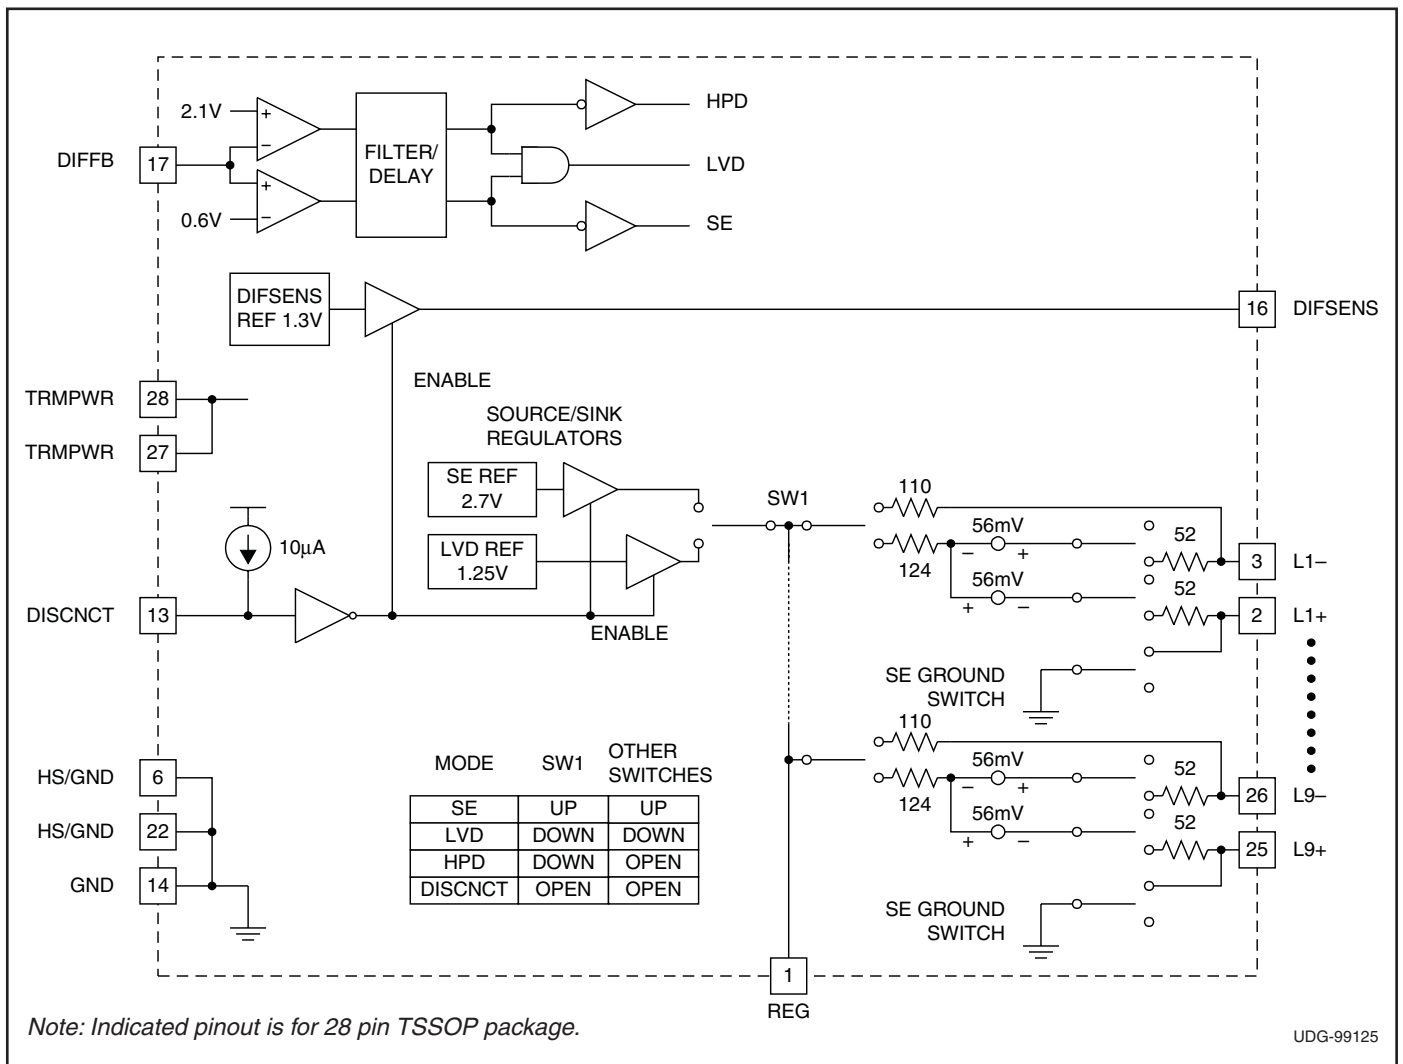 2.1V
+
−
HPD
DIFFB
17
FILTER/
DELAY
LVD
+
−
0.6V
SE
DIFSENS
REF 1.3V
16
DIFSENS
ENABLE
TRMPWR
28
TRMPWR
27
SOURCE/SINK
REGULATORS
SE REF
2.7V
LVD REF
1.25V
SW1
110
56mV
− +
124
56mV
+ −
52
3
L1–
52
2
L1+
10µA
DISCNCT
13
ENABLE
SE GROUND
SWITCH
110
56mV
− +
124
56mV
+ −
52
26
L9–
52
25
L9+
SE GROUND
SWITCH
HS/GND
6
HS/GND
22
GND
14
MODE SW1 OTHER
SWITCHES
SE UP UP
LVD DOWN DOWN
HPD DOWN OPEN
DISCNCT OPEN OPEN
1
REG
Note: Indicated pinout is for 28 pin TSSOP package.
UDG-99125